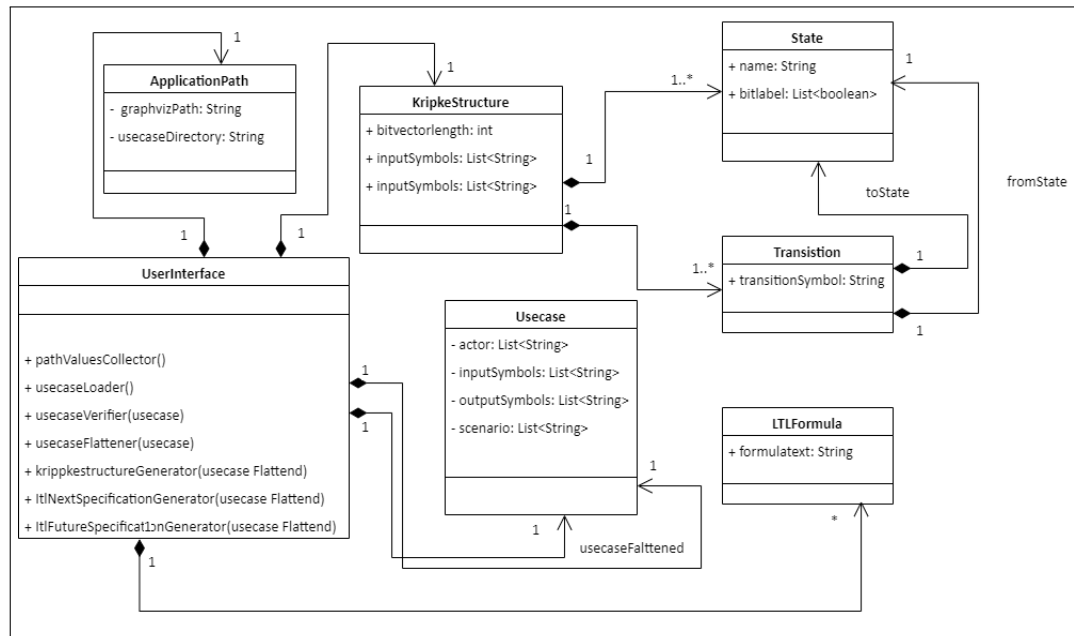 1
ApplicationPath
- graphvizPath: String
- usecaseDirectory: String
1
1
KripkeStructure
+ bitvectorlength: int
+ inputSymbols: List<String>
+ inputSymbols: List<String>
1
1
1..*
1..*
State
+ name: String
+ bitlabel: List<boolean>
1
fromState
toState
Transistion
+ transitionSymbol: String
1
1
1
UserInterface
+ pathValuesCollector()
+ usecaseLoader()
+ usecaseVerifier(usecase)
+ usecaseFlattener(usecase)
+ krippkestructureGenerator(usecase Flattend)
+ ltlNextSpecificationGenerator(usecase Flattend)
+ ltlFutureSpecificat1onGenerator(usecase Flattend)
1
1
1
Usecase
- actor: List<String>
- inputSymbols: List<String>
- outputSymbols: List<String>
- scenario: List<String>
1
1
usecaseFalttened
LTLFormula
+ formulatext: String
*